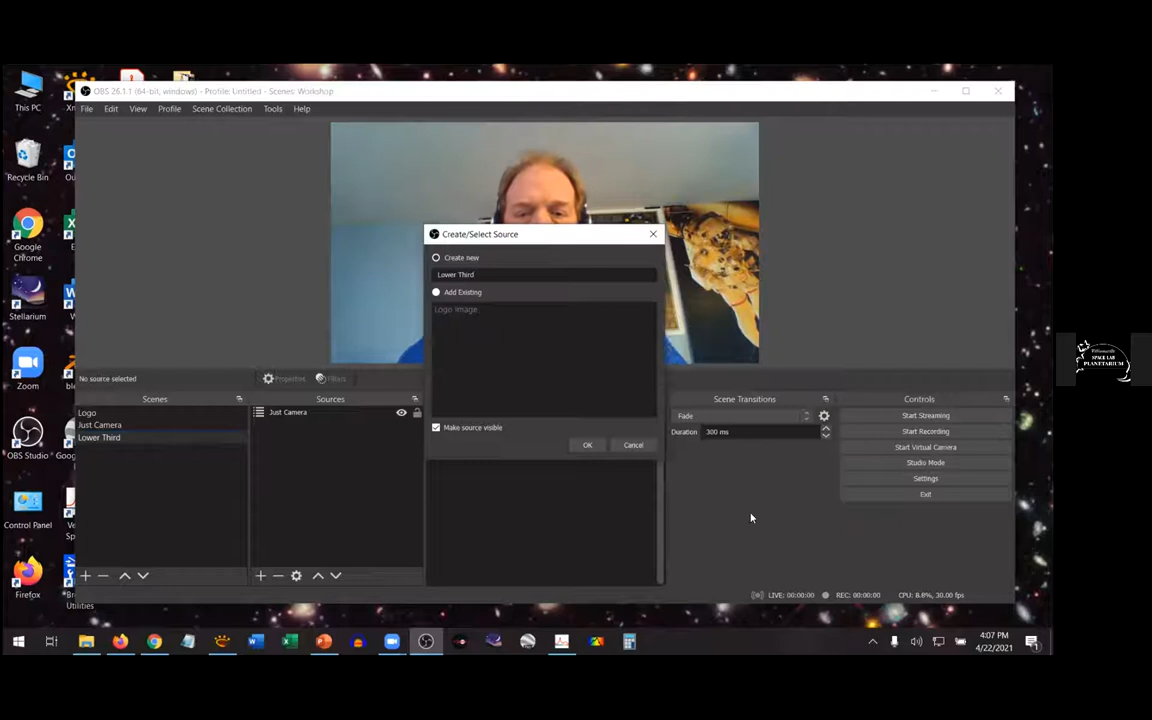 This PC
Recycle Bin
Google
Chrome
Stellarium
Zoom
OBS Studio
Control Panel
Firefox
Utilities
OBS 26.1.1 (64-bit, windows) - Profile: Untitled - Scenes: Workshop
File Edit View Profile Scene Collection Tools Help
Create/Select Source
Create new
Lower Third
Add Existing
Logo Image
Make source visible
OK Cancel
No source selected
Properties Filters
Scenes
Logo
Just Camera
Lower Third
Sources
Just Camera
Scene Transitions
Fade
Duration 300 ms
Controls
Start Streaming
Start Recording
Start Virtual Camera
Studio Mode
Settings
Exit
LIVE: 00:00:00 REC: 00:00:00 CPU: 8.0%, 30.00 fps
4:07 PM
4/22/2021
SPACE LAB
PLANETARIUM